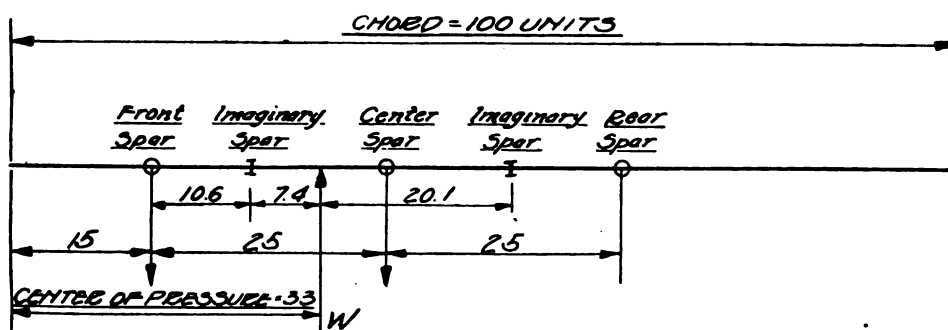 CHORD = 100 UNITS
Front Spar
Imaginary Spar
Center Spar
Imaginary Spar
Rear Spar
10.6
7.4
20.1
15
25
25
CENTER OF PRESSURE = 33
W